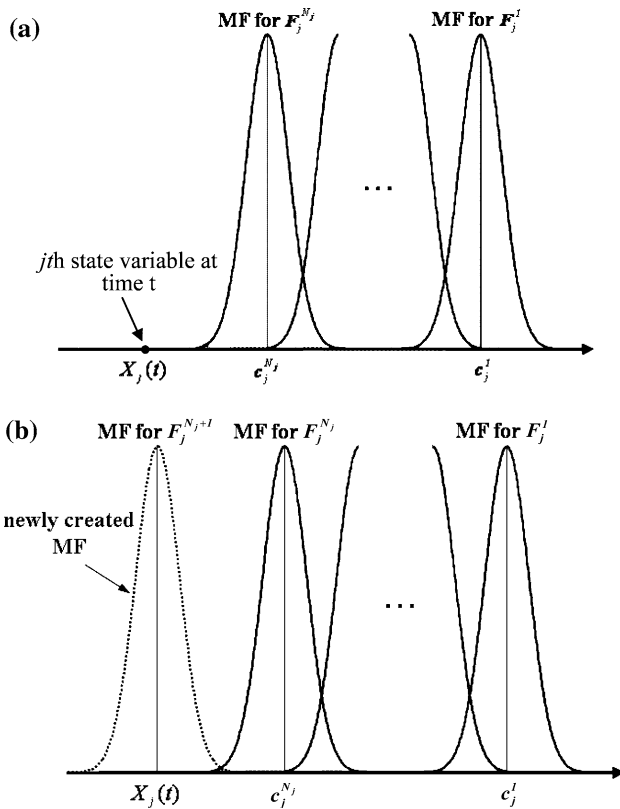 (a)
MF for F_j^{N_j} MF for F_j^1
...
jth state variable at
time t
X_j(t) c_j^{N_j} c_j^1
(b)
MF for F_j^{N_j+1} MF for F_j^{N_j} MF for F_j^1
newly created
MF
...
X_j(t) c_j^{N_j} c_j^1